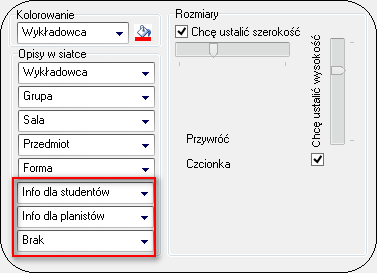 Kolorowanie
Wykładowca
Opisy w siatce
Wykładowca
Grupa
Sala
Przedmiot
Forma
Info dla studentów
Info dla planistów
Brak
Rozmiary
Chcę ustalić szerokość
Chcę ustalić wysokość
Przywróć
Czcionka